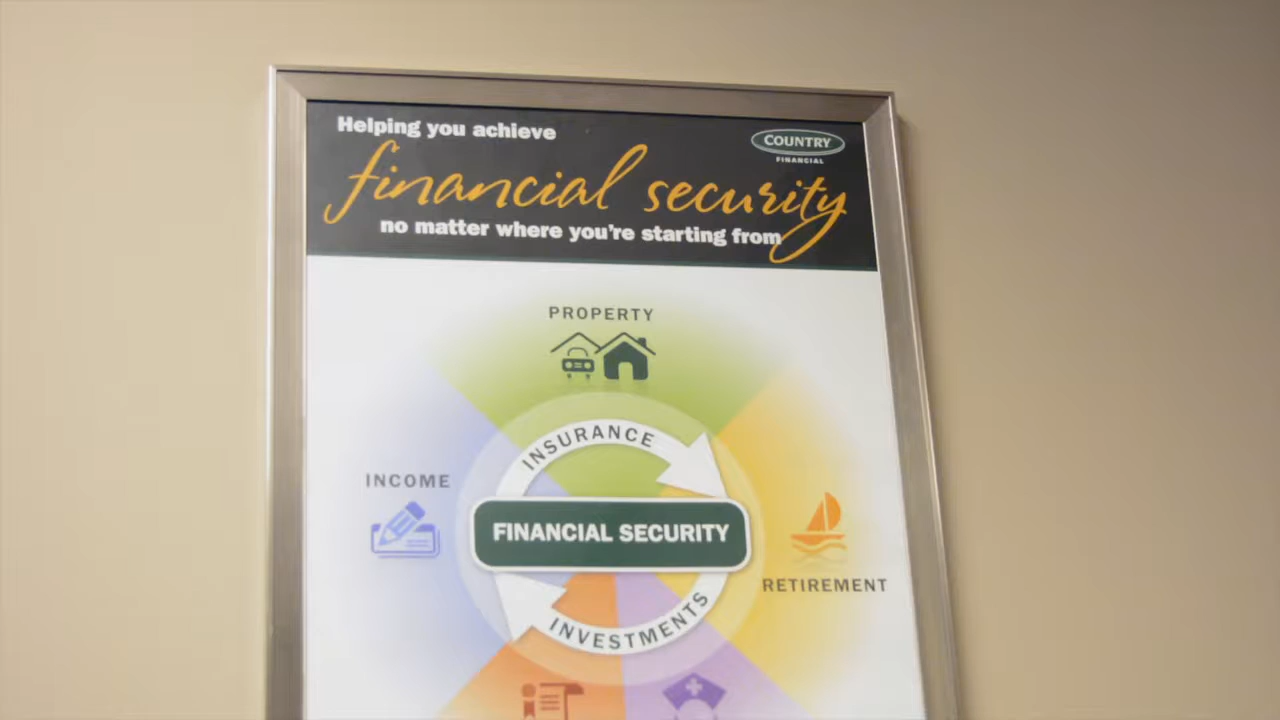 Helping you achieve
COUNTRY
FINANCIAL
financial security
no matter where you're starting from
PROPERTY
INSURANCE
INCOME
FINANCIAL SECURITY
RETIREMENT
INVESTMENTS